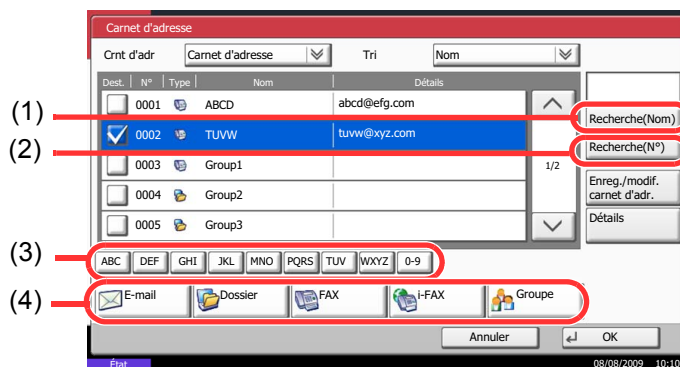 Carnet d'adresse
Crnt d'adr Carnet d'adresse Tri Nom
Dest. N° Type Nom Détails
0001 ABCD abcd@efg.com
(1) Recherche(Nom)
0002 TUVW tuvw@xyz.com
(2) Recherche(N°)
0003 Group1 1/2
Enreg./modif.
carnet d'adr.
0004 Group2
0005 Group3 Détails
(3) ABC DEF GHI JKL MNO PQRS TUV WXYZ 0-9
(4) E-mail Dossier FAX i-FAX Groupe
Annuler OK
État 08/08/2009 10:10